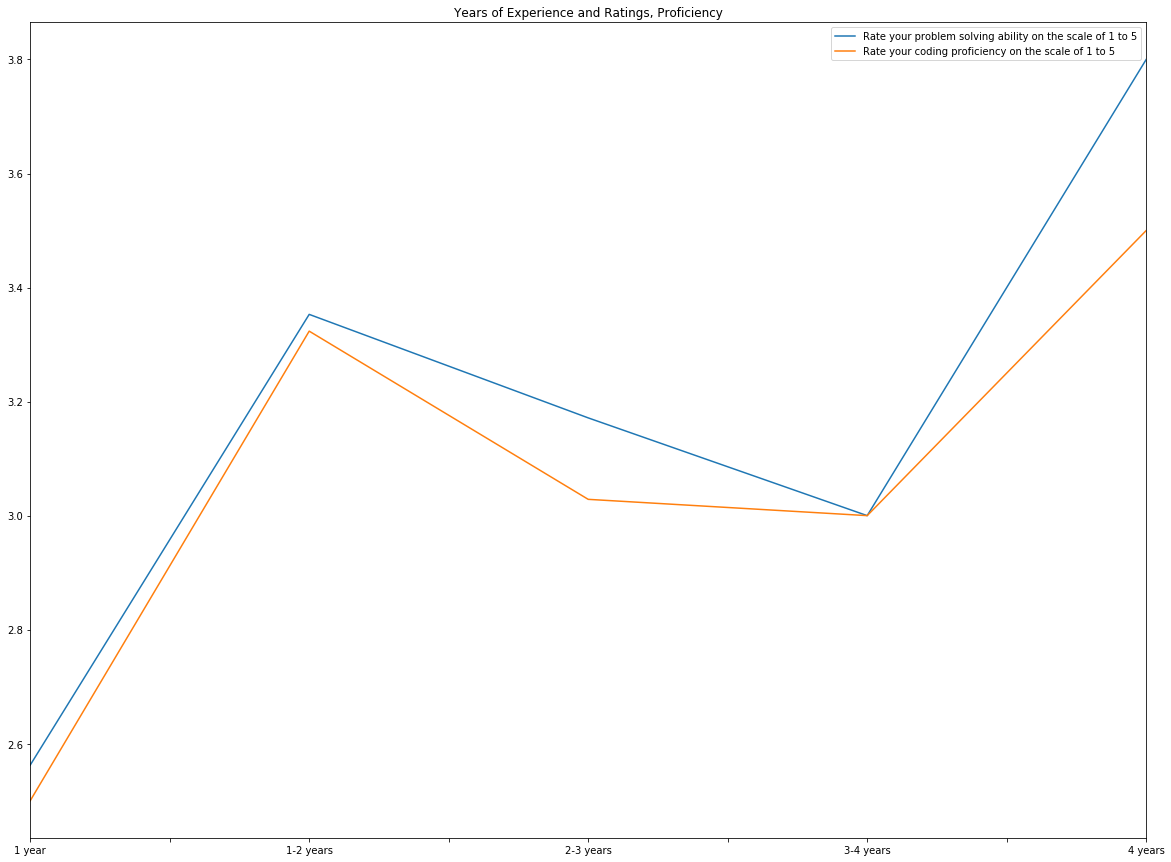 Years of Experience and Ratings, Proficiency
Rate your problem solving ability on the scale of 1 to 5
Rate your coding proficiency on the scale of 1 to 5
3.8
3.6
3.4
3.2
3.0
2.8
2.6
1 year 1-2 years 2-3 years 3-4 years 4 years